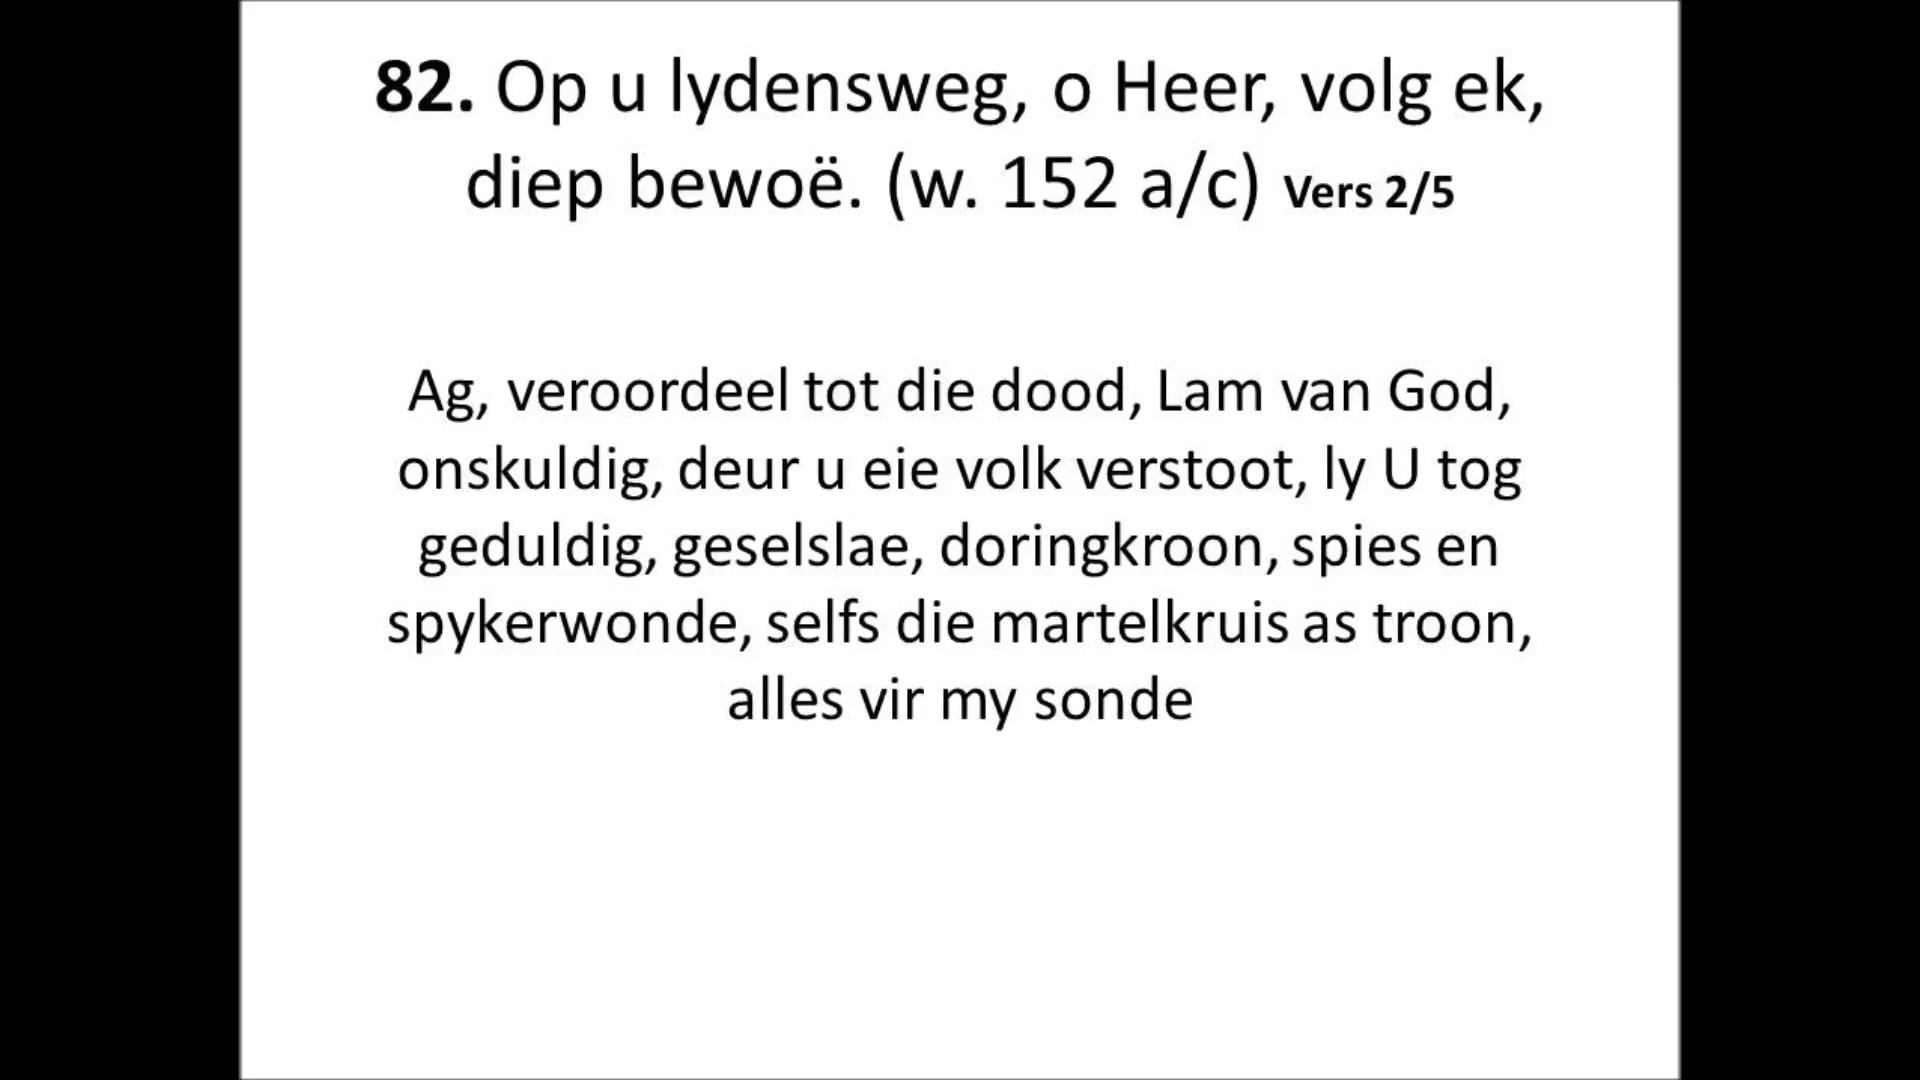 82. Op u lydensweg, o Heer, volg ek,
diep bewoë. (w. 152 a/c) Vers 2/5
Ag, veroordeel tot die dood, Lam van God,
onskuldig, deur u eie volk verstoot, ly U tog
geduldig, geselslae, doringkroon, spies en
spykerwonde, selfs die martelkruis as troon,
alles vir my sonde